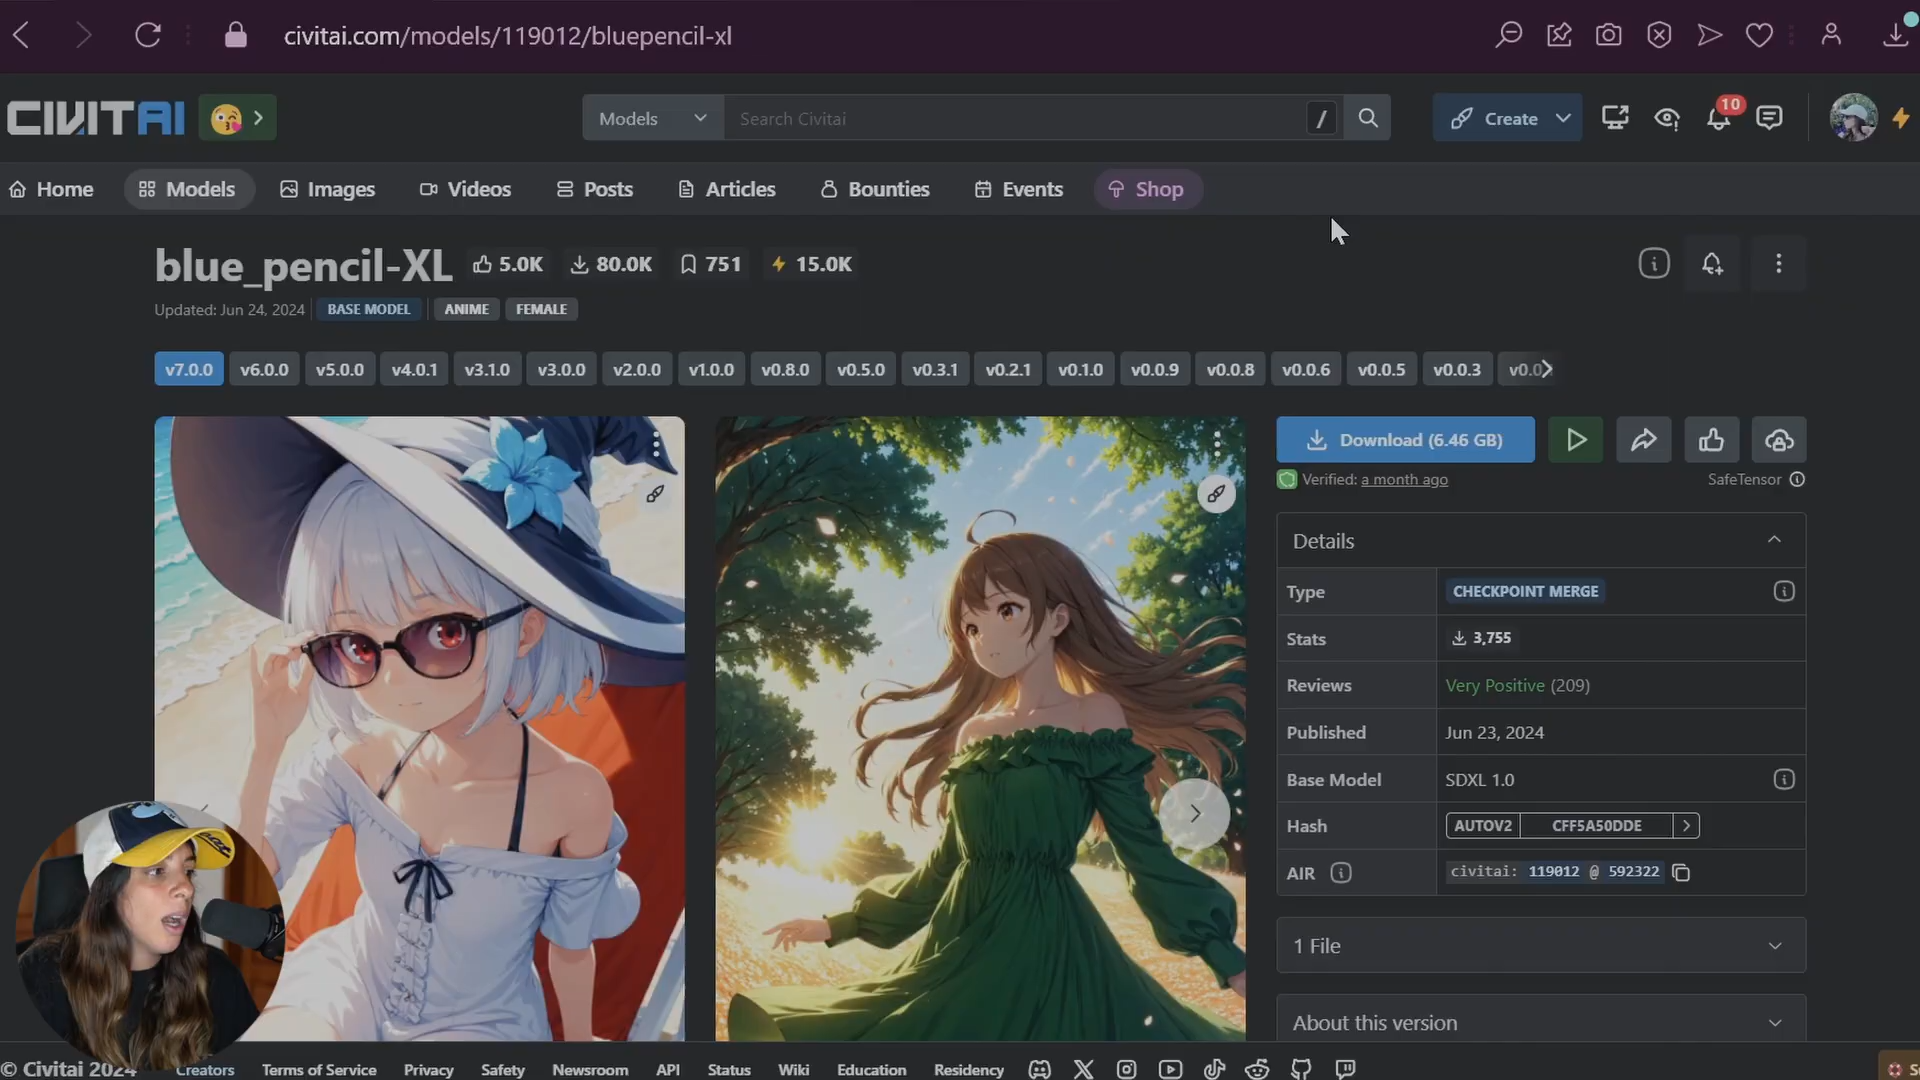 civitai.com/models/119012/bluepencil-xl
CIVITAI
Models
Search Civitai
/
Create
10
Home
Models
Images
Videos
Posts
Articles
Bounties
Events
Shop
blue_pencil-XL
5.0K
80.0K
751
15.0K
Updated: Jun 24, 2024
BASE MODEL
ANIME
FEMALE
v7.0.0
v6.0.0
v5.0.0
v4.0.1
v3.1.0
v3.0.0
v2.0.0
v1.0.0
v0.8.0
v0.5.0
v0.3.1
v0.2.1
v0.1.0
v0.0.9
v0.0.8
v0.0.6
v0.0.5
v0.0.3
Download (6.46 GB)
Verified: a month ago
SafeTensor
Details
Type
CHECKPOINT MERGE
Stats
3,755
Reviews
Very Positive (209)
Published
Jun 23, 2024
Base Model
SDXL 1.0
Hash
AUTOV2
CFF5A50DDE
AIR
civitai: 119012 @ 592322
1 File
About this version
© Civitai 2024
Creators
Terms of Service
Privacy
Safety
Newsroom
API
Status
Wiki
Education
Residency